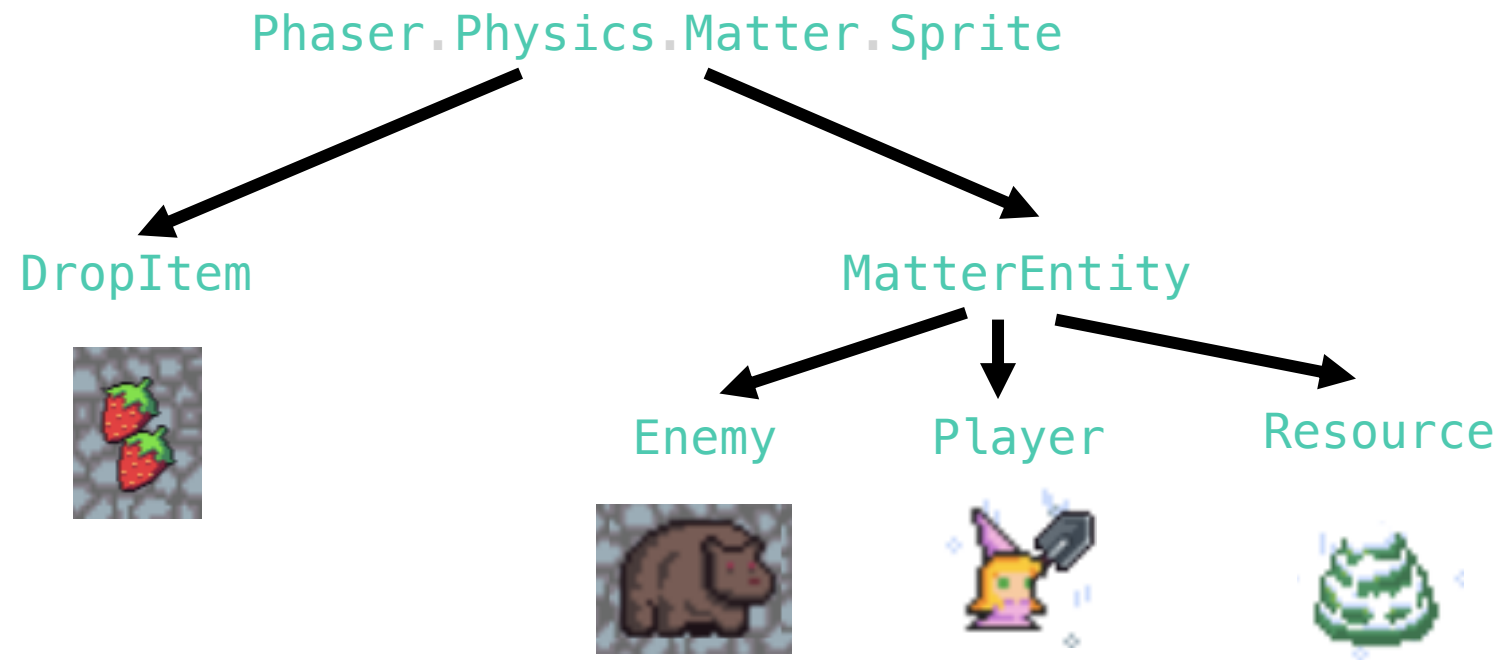 Phaser.Physics.Matter.Sprite
DropItem
MatterEntity
Enemy
Player
Resource